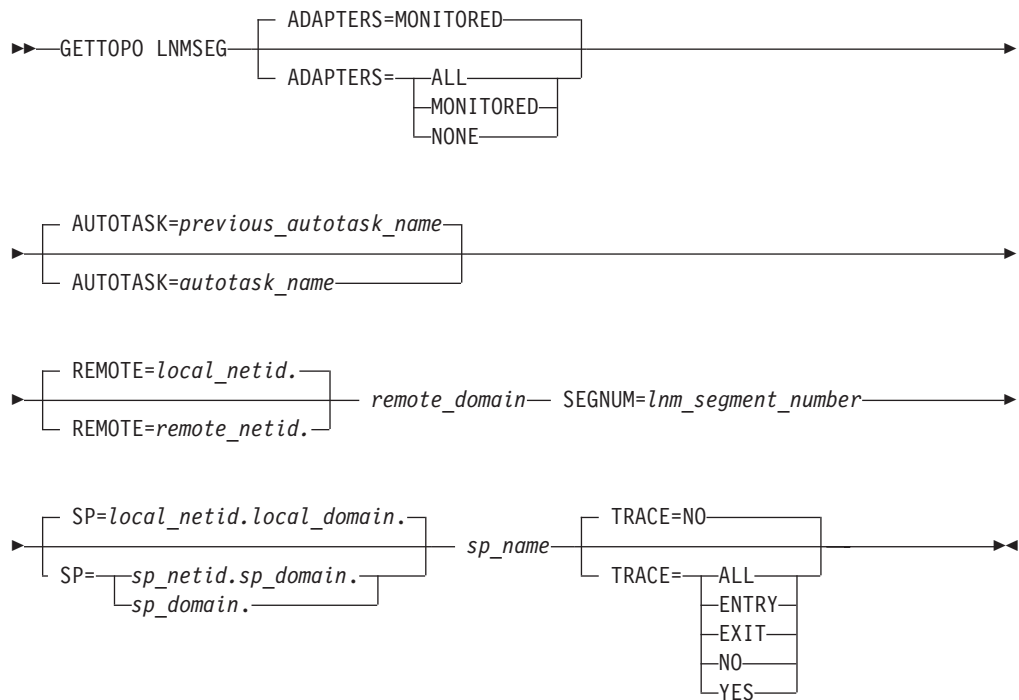 ADAPTERS=MONITORED
GETTOPO LNMSEG
ADAPTERS= ALL
MONITORED
NONE
AUTOTASK=previous_autotask_name
AUTOTASK=autotask_name
REMOTE=local_netid.
remote_domain SEGNUM=lnm_segment_number
REMOTE=remote_netid.
SP=local_netid.local_domain. TRACE=NO
sp_name
SP= sp_netid.sp_domain. TRACE= ALL
sp_domain. ENTRY
EXIT
NO
YES